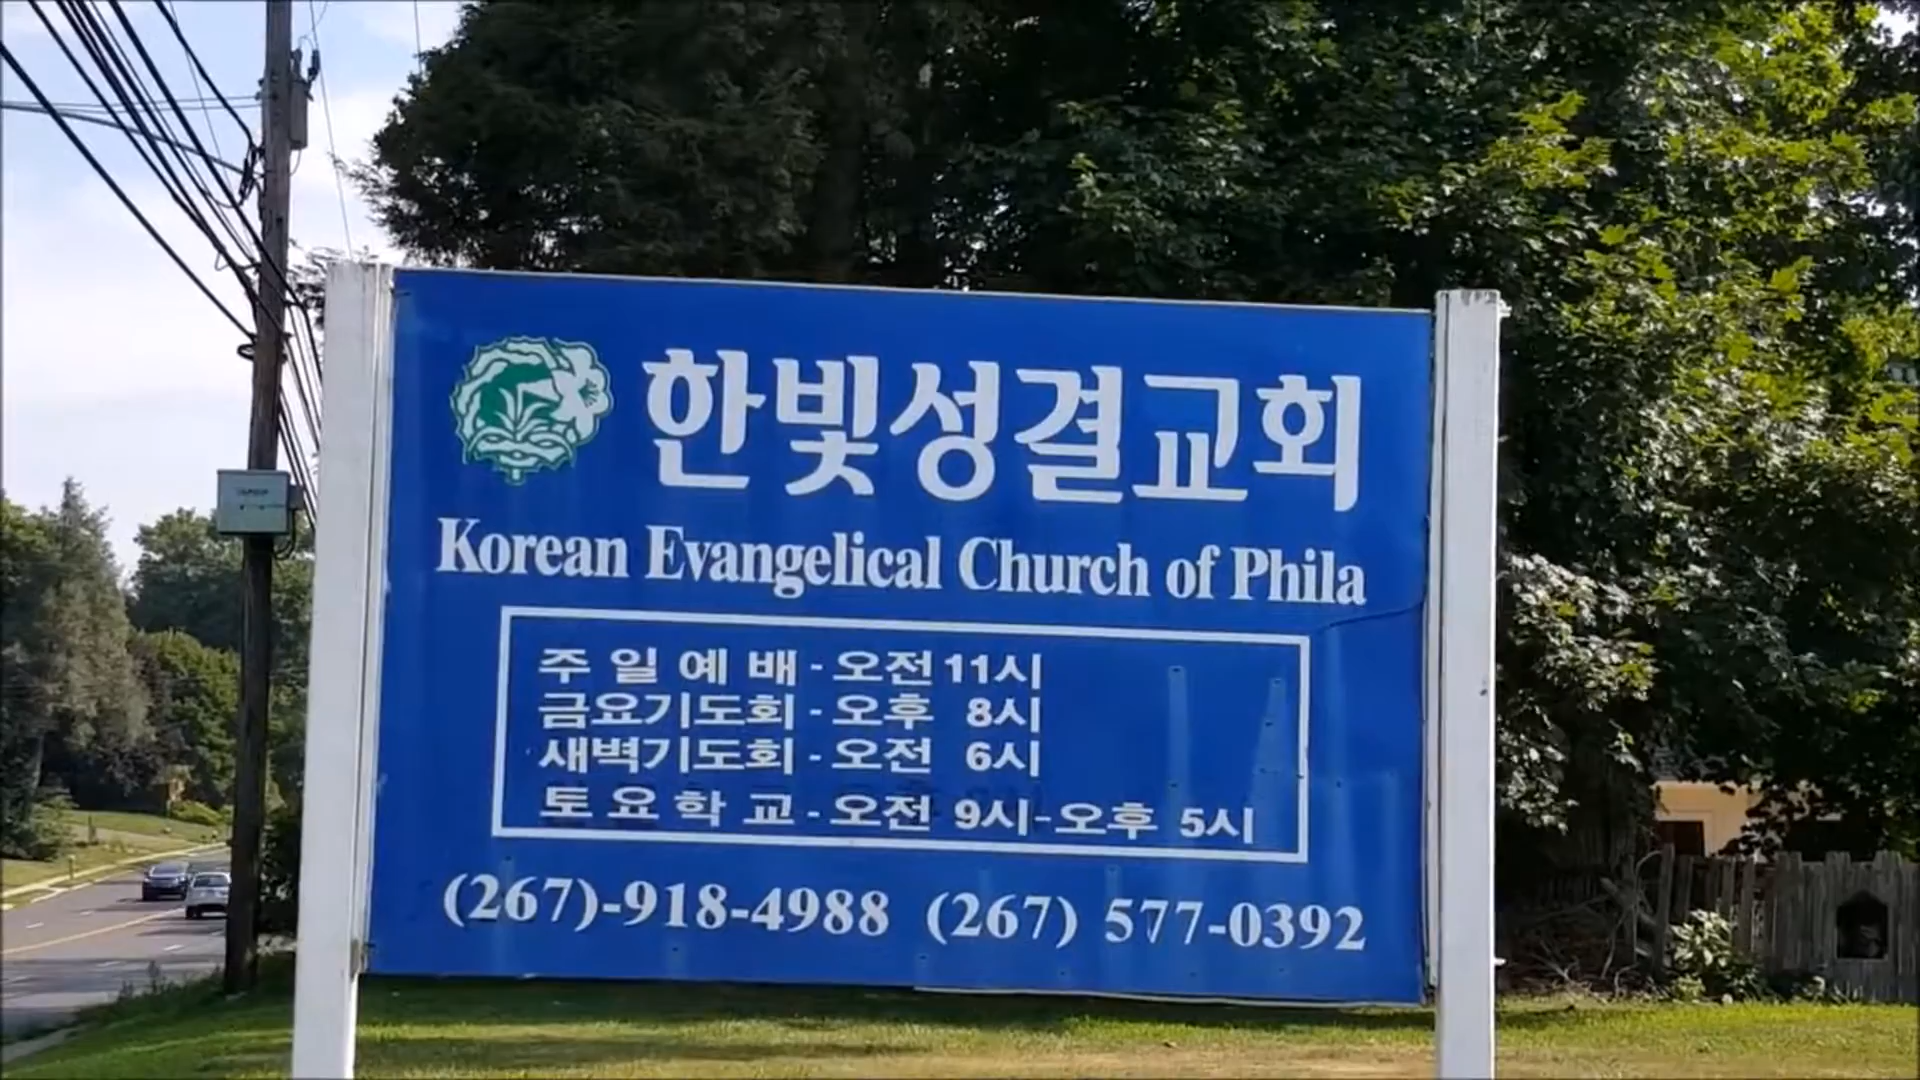 한빛성결교회
Korean Evangelical Church of Phila
주 일 예 배 - 오전 11시
금요기도회 - 오후 8시
새벽기도회 - 오전 6시
토 요 학 교 - 오전 9시-오후 5시
(267)-918-4988 (267) 577-0392